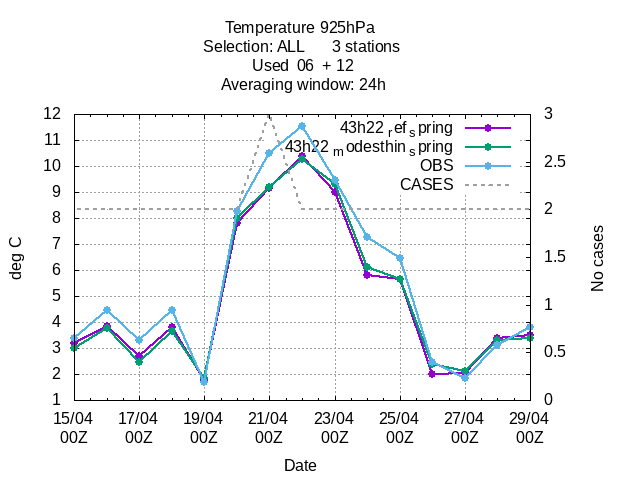 Temperature 925hPa
Selection: ALL 3 stations
Used 06 + 12
Averaging window: 24h
43h22 refspring
43h22 modesthinspring
OBS
CASES
12
11
10
9
8
7
6
5
4
3
2
1
3
2.5
2
1.5
1
0.5
0
deg C
No cases
15/04 17/04 19/04 21/04 23/04 25/04 27/04 29/04
00Z 00Z 00Z 00Z 00Z 00Z 00Z 00Z
Date